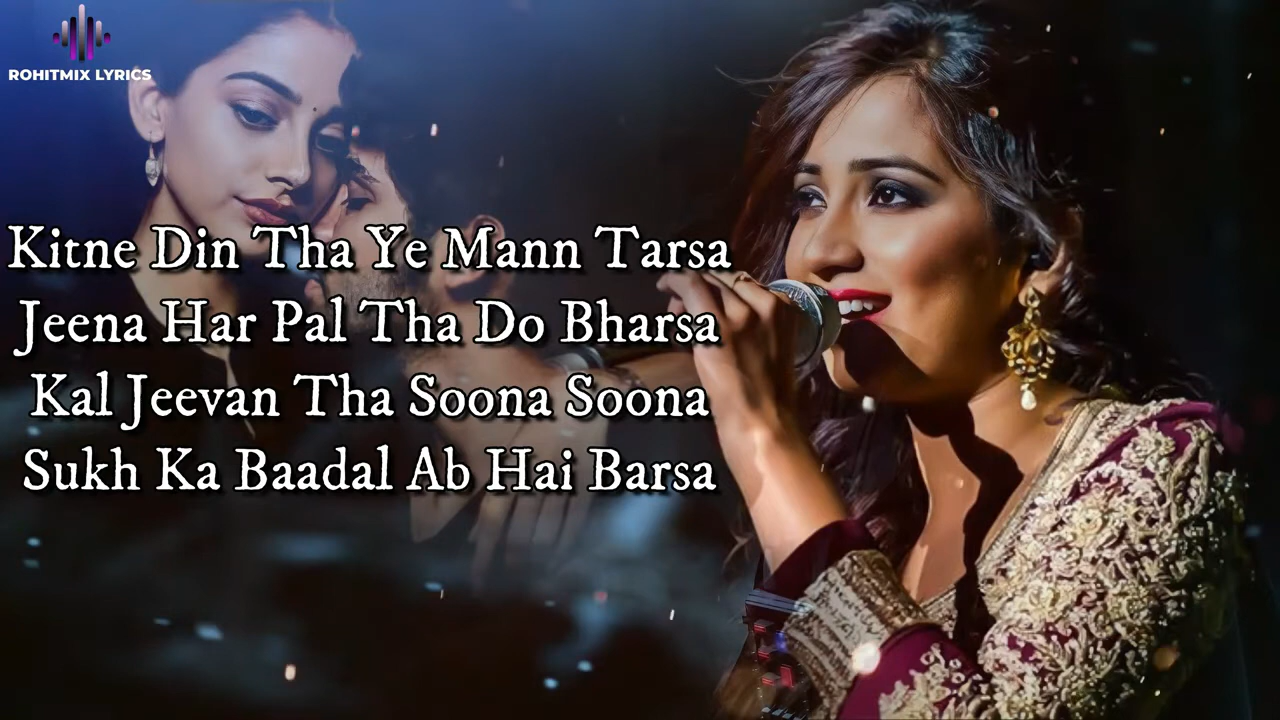 ROHITMIX LYRICS
Kitne Din Tha Ye Mann Tarsa
Jeena Har Pal Tha Do Bharsa
Kal Jeevan Tha Soona Soona
Sukh Ka Baadal Ab Hai Barsa